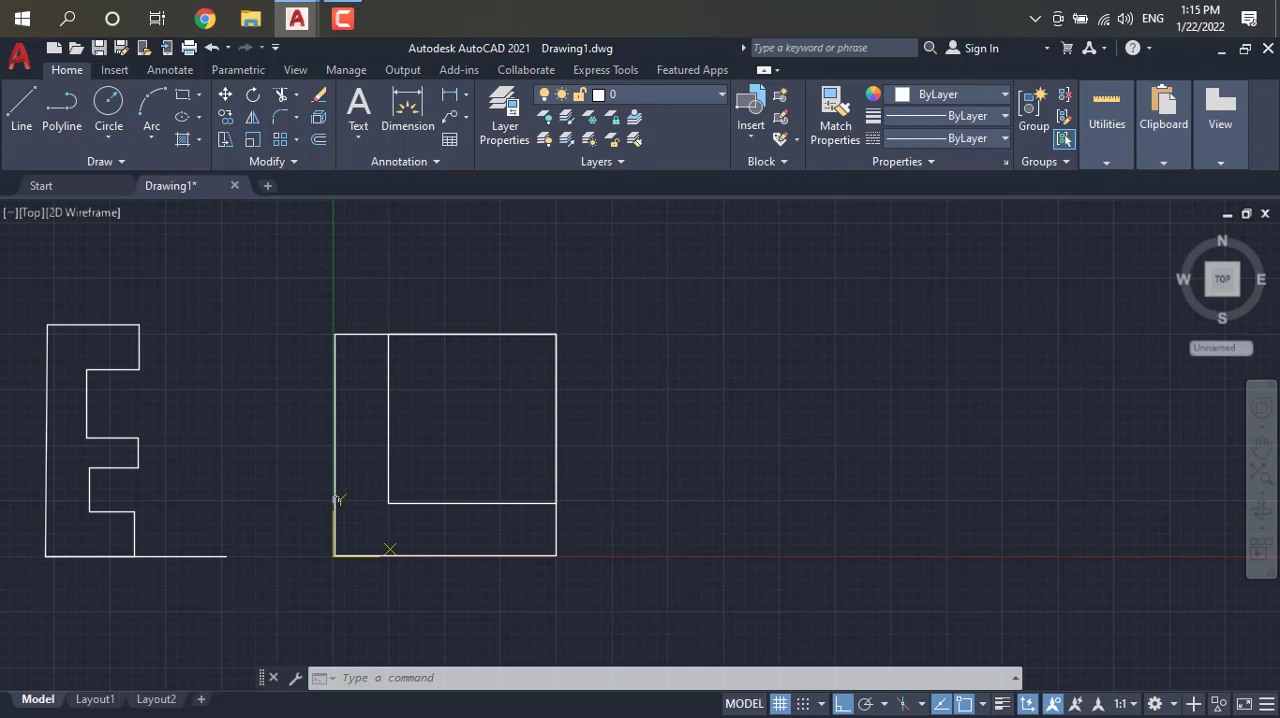 1:15 PM
ENG
1/22/2022
Autodesk AutoCAD 2021 Drawing1.dwg
Type a keyword or phrase
Sign In
Home Insert Annotate Parametric View Manage Output Add-ins Collaborate Express Tools Featured Apps
Line Polyline Circle Arc
Draw
Modify
Text Dimension
Annotation
Layer Properties
0
Layers
Insert
Block
Match Properties
ByLayer
ByLayer
ByLayer
Properties
Group
Groups
Utilities
Clipboard
View
Start
Drawing1*
[−][Top][2D Wireframe]
N
W TOP E
S
Unnamed
Y
X
Type a command
Model Layout1 Layout2
MODEL
1:1